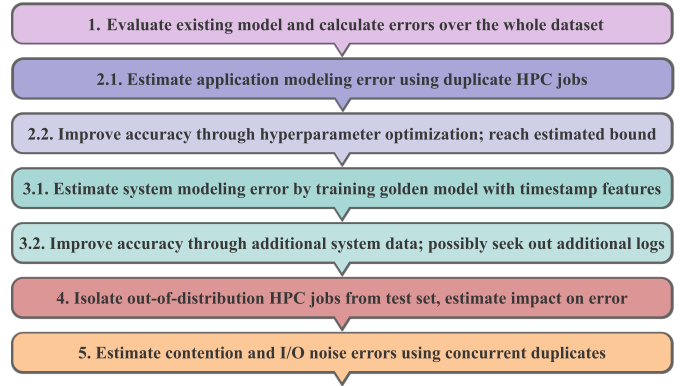 1. Evaluate existing model and calculate errors over the whole dataset
2.1. Estimate application modeling error using duplicate HPC jobs
2.2. Improve accuracy through hyperparameter optimization; reach estimated bound
3.1. Estimate system modeling error by training golden model with timestamp features
3.2. Improve accuracy through additional system data; possibly seek out additional logs
4. Isolate out-of-distribution HPC jobs from test set, estimate impact on error
5. Estimate contention and I/O noise errors using concurrent duplicates